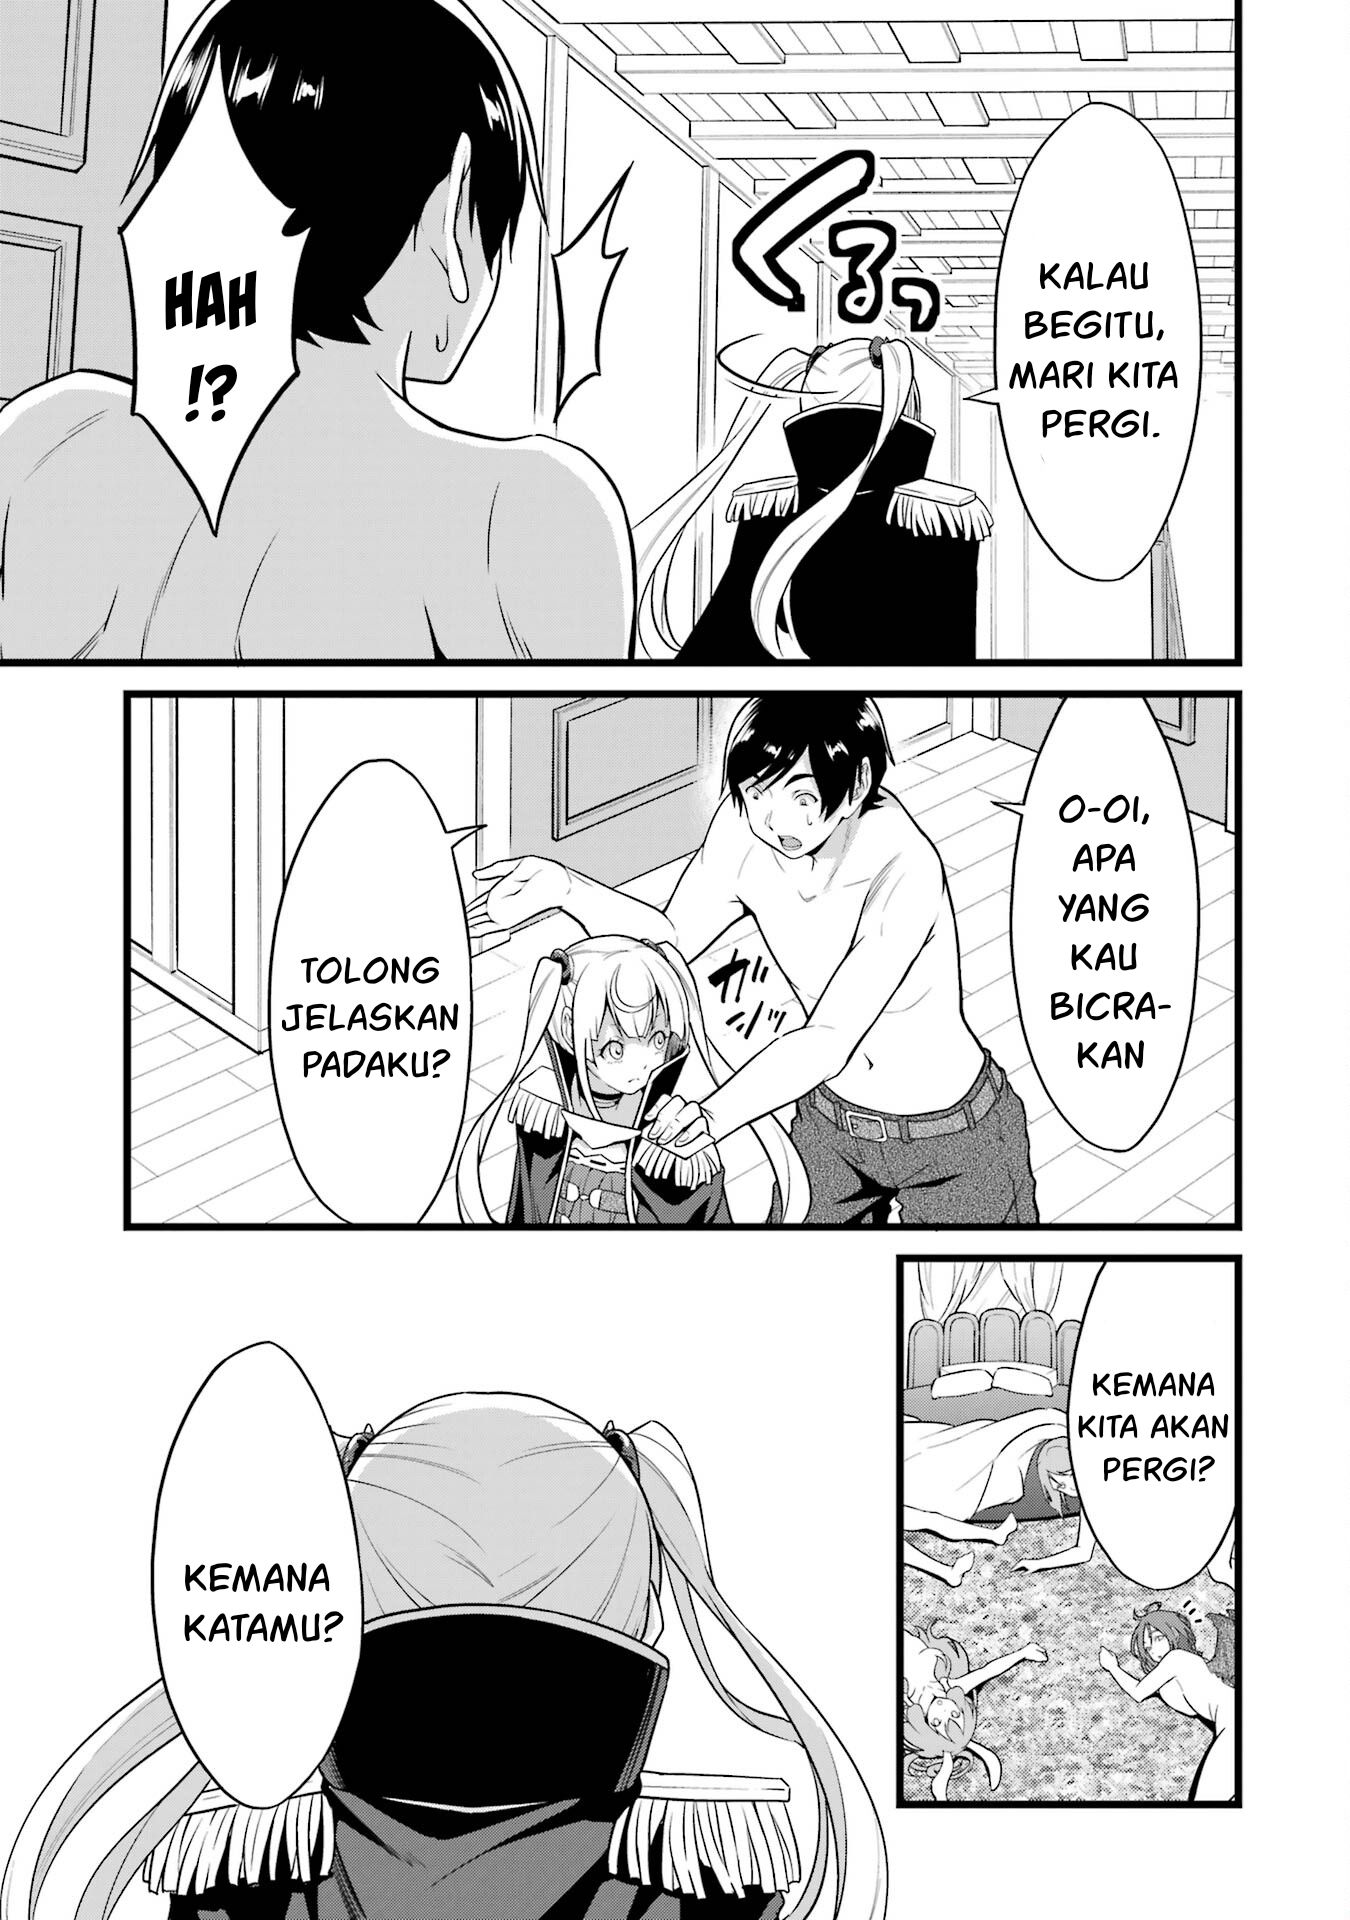 KALAU
BEGITU,
MARI KITA
PERGI.
くるっ
HAH
!?
O-OI,
APA
YANG
KAU
BICRA-
KAN
ガシッ
TOLONG
JELASKAN
PADAKU?
KEMANA
KITA AKAN
PERGI?
KEMANA
KATAMU?